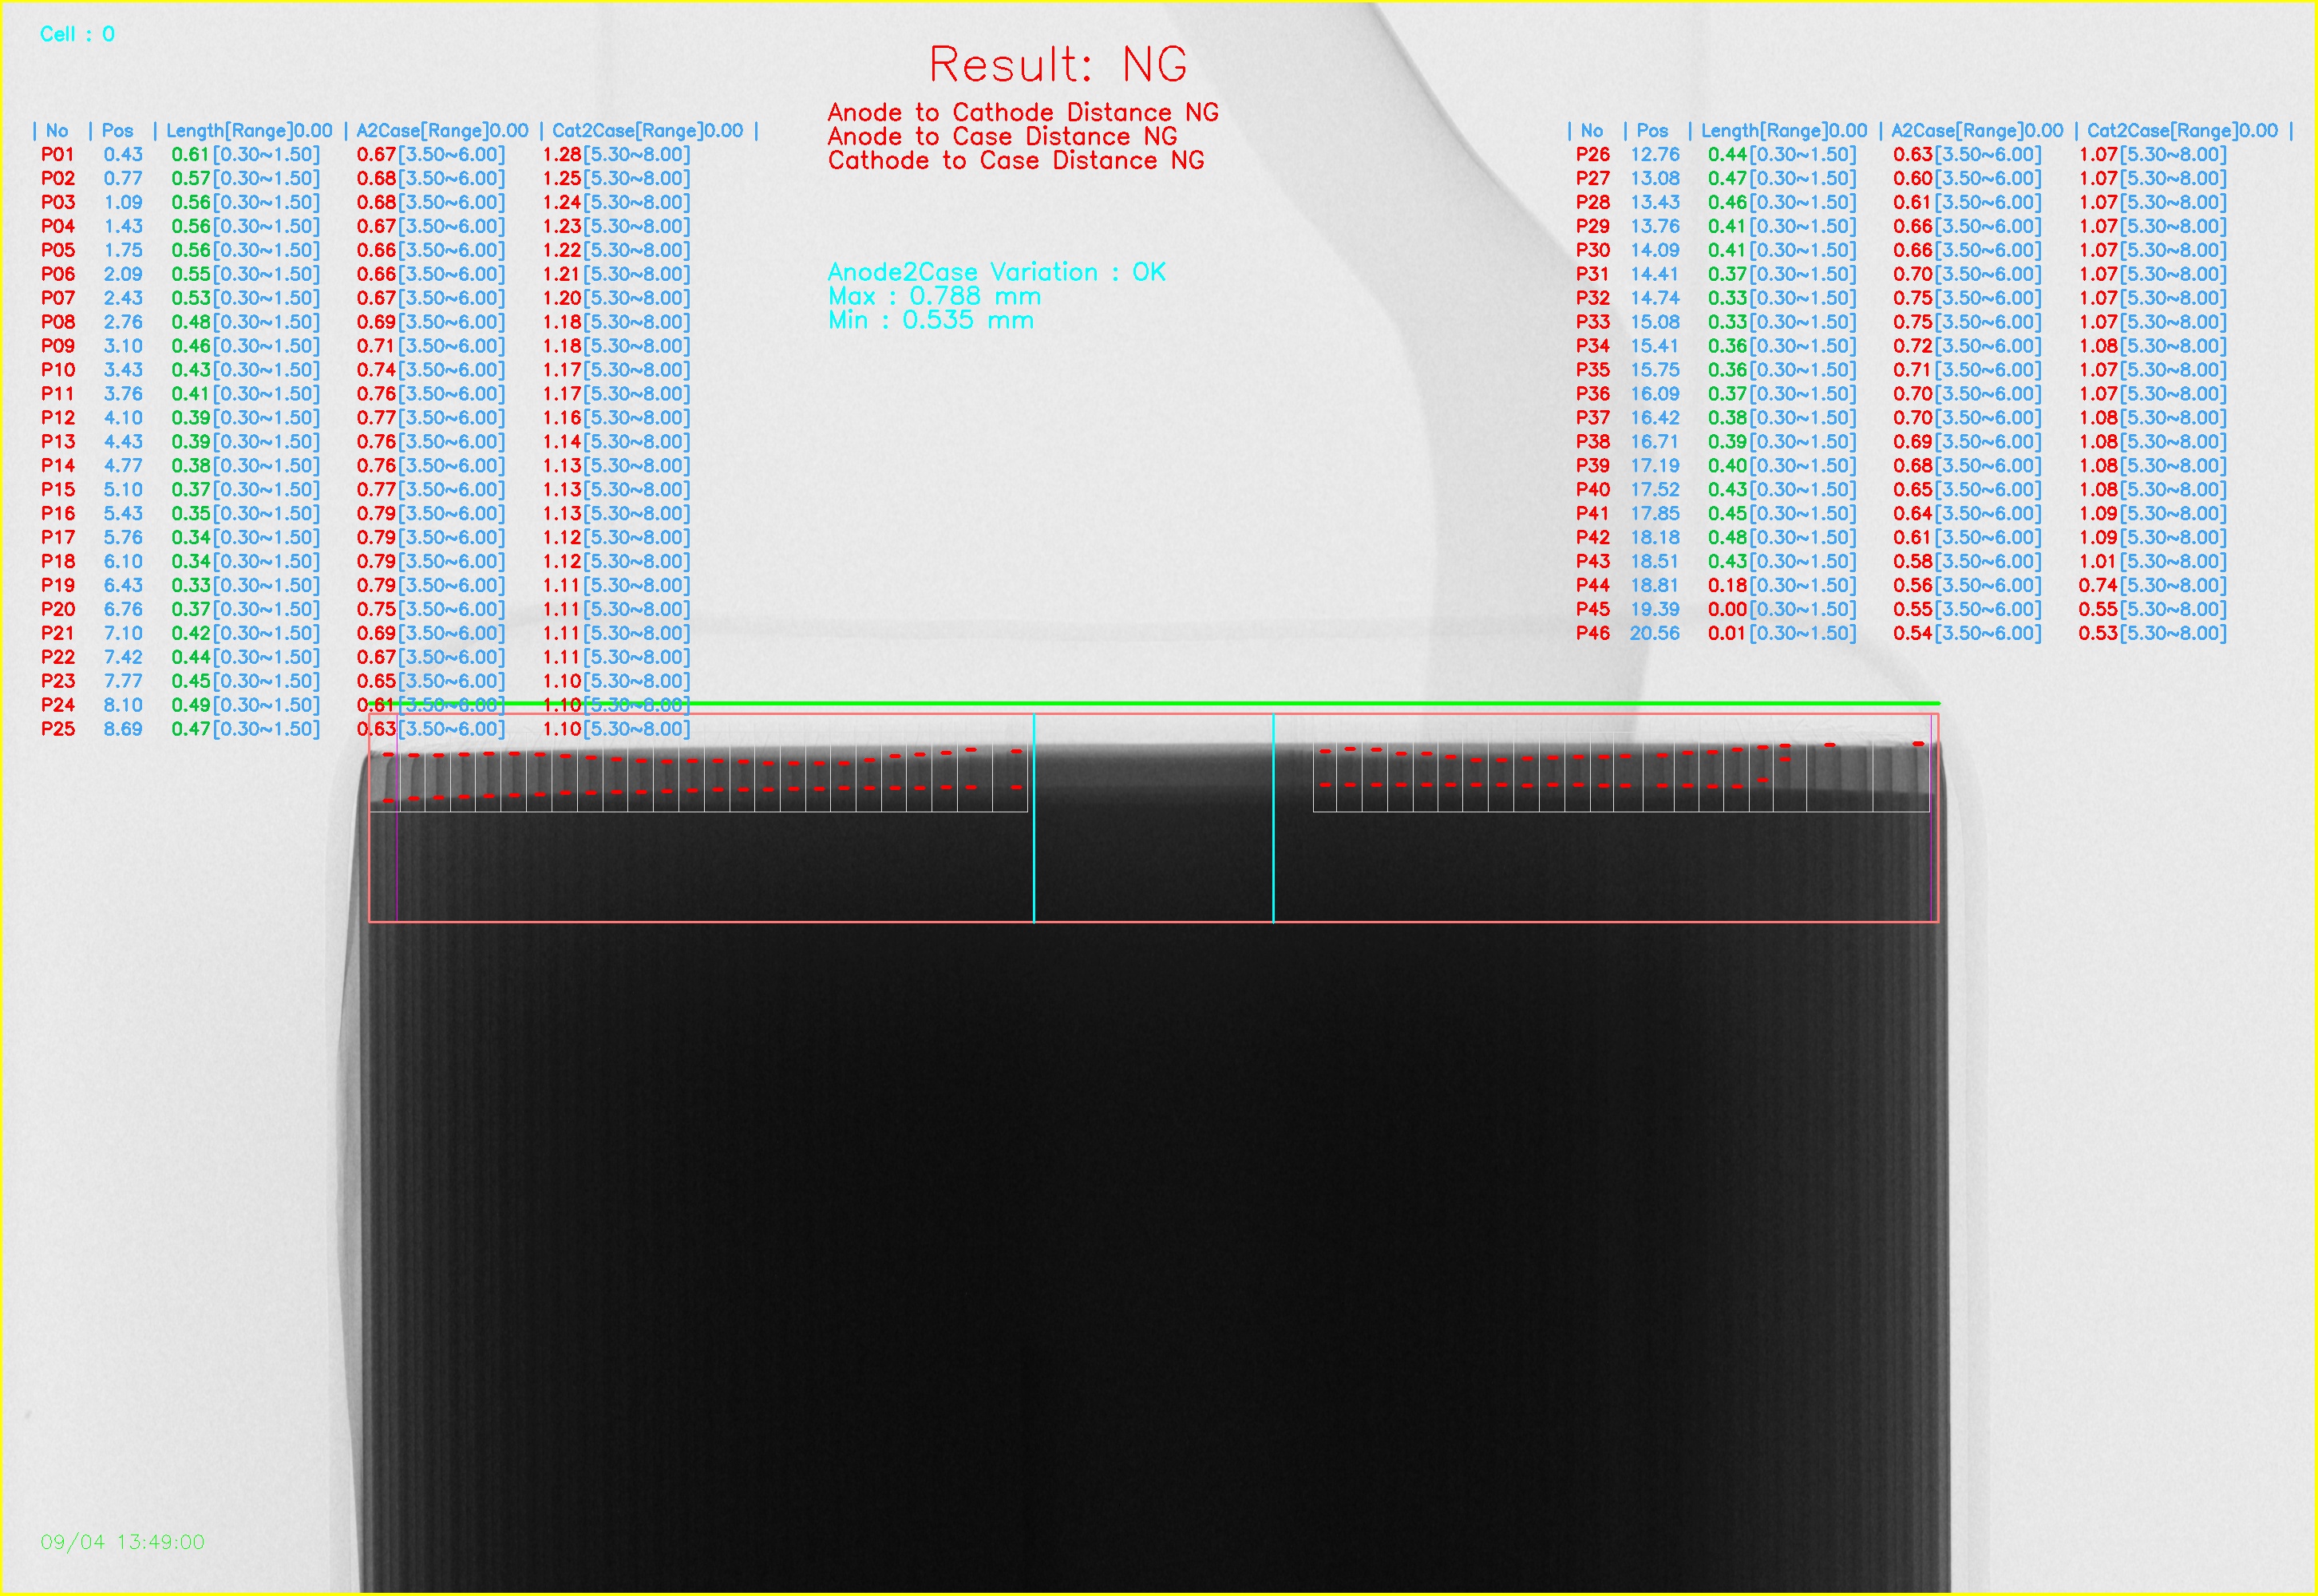 Cell : 0
Result: NG
Anode to Cathode Distance NG
Anode to Case Distance NG
Cathode to Case Distance NG
Anode2Case Variation : OK
Max : 0.788 mm
Min : 0.535 mm
| No | Pos | Length[Range]0.00 | A2Case[Range]0.00 | Cat2Case[Range]0.00 |
P01 0.43 0.61[0.30~1.50] 0.67[3.50~6.00] 1.28[5.30~8.00]
P02 0.77 0.57[0.30~1.50] 0.68[3.50~6.00] 1.25[5.30~8.00]
P03 1.09 0.56[0.30~1.50] 0.68[3.50~6.00] 1.24[5.30~8.00]
P04 1.43 0.56[0.30~1.50] 0.67[3.50~6.00] 1.23[5.30~8.00]
P05 1.75 0.56[0.30~1.50] 0.66[3.50~6.00] 1.22[5.30~8.00]
P06 2.09 0.55[0.30~1.50] 0.66[3.50~6.00] 1.21[5.30~8.00]
P07 2.43 0.53[0.30~1.50] 0.67[3.50~6.00] 1.20[5.30~8.00]
P08 2.76 0.48[0.30~1.50] 0.69[3.50~6.00] 1.18[5.30~8.00]
P09 3.10 0.46[0.30~1.50] 0.71[3.50~6.00] 1.18[5.30~8.00]
P10 3.43 0.43[0.30~1.50] 0.74[3.50~6.00] 1.17[5.30~8.00]
P11 3.76 0.41[0.30~1.50] 0.76[3.50~6.00] 1.17[5.30~8.00]
P12 4.10 0.39[0.30~1.50] 0.77[3.50~6.00] 1.16[5.30~8.00]
P13 4.43 0.39[0.30~1.50] 0.76[3.50~6.00] 1.14[5.30~8.00]
P14 4.77 0.38[0.30~1.50] 0.76[3.50~6.00] 1.13[5.30~8.00]
P15 5.10 0.37[0.30~1.50] 0.77[3.50~6.00] 1.13[5.30~8.00]
P16 5.43 0.35[0.30~1.50] 0.79[3.50~6.00] 1.13[5.30~8.00]
P17 5.76 0.34[0.30~1.50] 0.79[3.50~6.00] 1.12[5.30~8.00]
P18 6.10 0.34[0.30~1.50] 0.79[3.50~6.00] 1.12[5.30~8.00]
P19 6.43 0.33[0.30~1.50] 0.79[3.50~6.00] 1.11[5.30~8.00]
P20 6.76 0.37[0.30~1.50] 0.75[3.50~6.00] 1.11[5.30~8.00]
P21 7.10 0.42[0.30~1.50] 0.69[3.50~6.00] 1.11[5.30~8.00]
P22 7.42 0.44[0.30~1.50] 0.67[3.50~6.00] 1.11[5.30~8.00]
P23 7.77 0.45[0.30~1.50] 0.65[3.50~6.00] 1.10[5.30~8.00]
P24 8.10 0.49[0.30~1.50] 0.61[3.50~6.00] 1.10[5.30~8.00]
P25 8.69 0.47[0.30~1.50] 0.63[3.50~6.00] 1.10[5.30~8.00]
| No | Pos | Length[Range]0.00 | A2Case[Range]0.00 | Cat2Case[Range]0.00 |
P26 12.76 0.44[0.30~1.50] 0.63[3.50~6.00] 1.07[5.30~8.00]
P27 13.08 0.47[0.30~1.50] 0.60[3.50~6.00] 1.07[5.30~8.00]
P28 13.43 0.46[0.30~1.50] 0.61[3.50~6.00] 1.07[5.30~8.00]
P29 13.76 0.41[0.30~1.50] 0.66[3.50~6.00] 1.07[5.30~8.00]
P30 14.09 0.41[0.30~1.50] 0.66[3.50~6.00] 1.07[5.30~8.00]
P31 14.41 0.37[0.30~1.50] 0.70[3.50~6.00] 1.07[5.30~8.00]
P32 14.74 0.33[0.30~1.50] 0.75[3.50~6.00] 1.07[5.30~8.00]
P33 15.08 0.33[0.30~1.50] 0.75[3.50~6.00] 1.07[5.30~8.00]
P34 15.41 0.36[0.30~1.50] 0.72[3.50~6.00] 1.08[5.30~8.00]
P35 15.75 0.36[0.30~1.50] 0.71[3.50~6.00] 1.07[5.30~8.00]
P36 16.09 0.37[0.30~1.50] 0.70[3.50~6.00] 1.07[5.30~8.00]
P37 16.42 0.38[0.30~1.50] 0.70[3.50~6.00] 1.08[5.30~8.00]
P38 16.71 0.39[0.30~1.50] 0.69[3.50~6.00] 1.08[5.30~8.00]
P39 17.19 0.40[0.30~1.50] 0.68[3.50~6.00] 1.08[5.30~8.00]
P40 17.52 0.43[0.30~1.50] 0.65[3.50~6.00] 1.08[5.30~8.00]
P41 17.85 0.45[0.30~1.50] 0.64[3.50~6.00] 1.09[5.30~8.00]
P42 18.18 0.48[0.30~1.50] 0.61[3.50~6.00] 1.09[5.30~8.00]
P43 18.51 0.43[0.30~1.50] 0.58[3.50~6.00] 1.01[5.30~8.00]
P44 18.81 0.18[0.30~1.50] 0.56[3.50~6.00] 0.74[5.30~8.00]
P45 19.39 0.00[0.30~1.50] 0.55[3.50~6.00] 0.55[5.30~8.00]
P46 20.56 0.01[0.30~1.50] 0.54[3.50~6.00] 0.53[5.30~8.00]
09/04 13:49:00